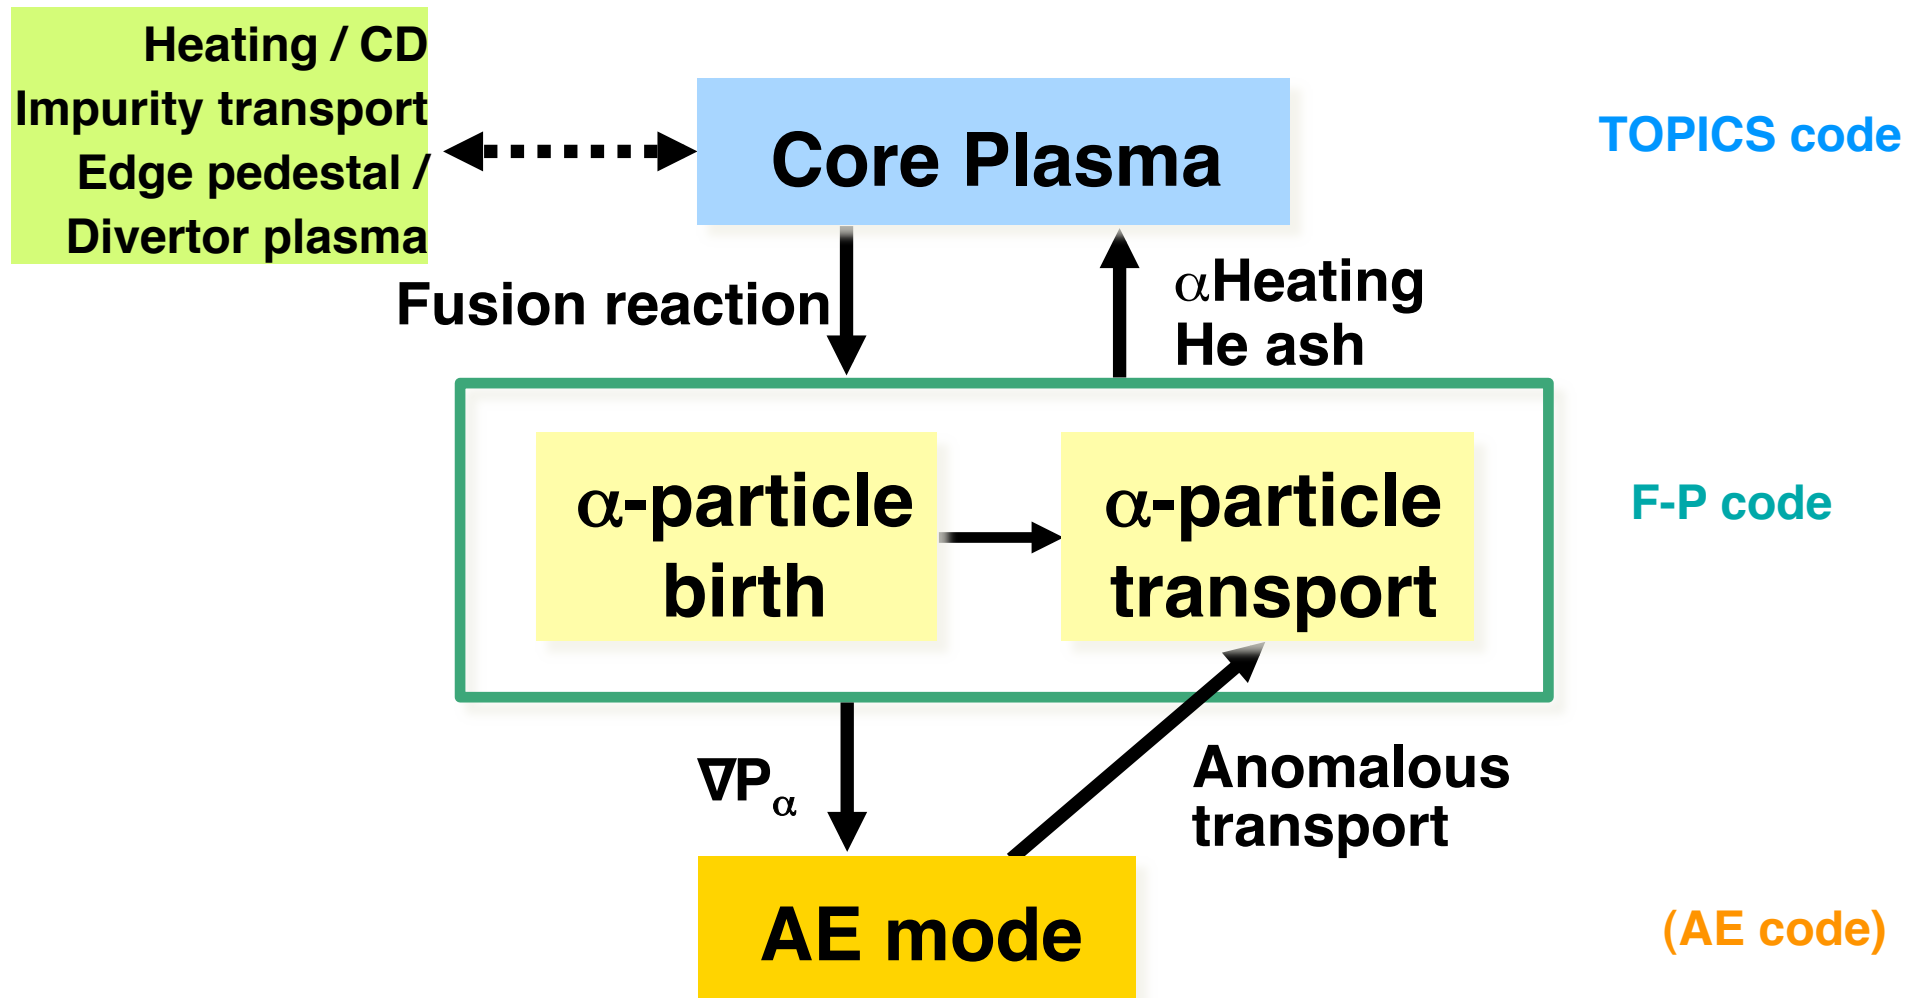 Heating / CD
Impurity transport
Edge pedestal /
Divertor plasma
Core Plasma
TOPICS code
Fusion reaction
αHeating
He ash
α-particle
birth
α-particle
transport
F-P code
∇Pα
Anomalous
transport
AE mode
(AE code)